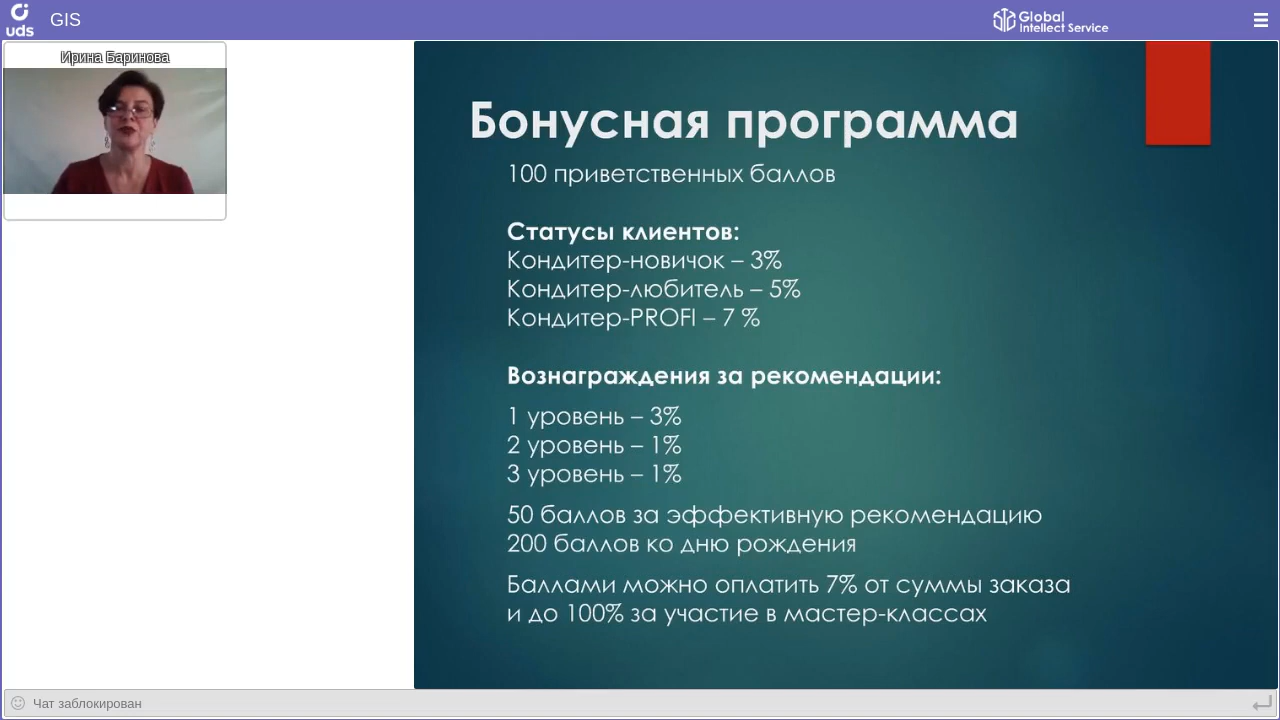 uds
GIS
Global
Intellect Service
Ирина Баринова
Бонусная программа
100 приветственных баллов
Статусы клиентов:
Кондитер-новичок – 3%
Кондитер-любитель – 5%
Кондитер-PROFI – 7 %
Вознаграждения за рекомендации:
1 уровень – 3%
2 уровень – 1%
3 уровень – 1%
50 баллов за эффективную рекомендацию
200 баллов ко дню рождения
Баллами можно оплатить 7% от суммы заказа
и до 100% за участие в мастер-классах
Чат заблокирован